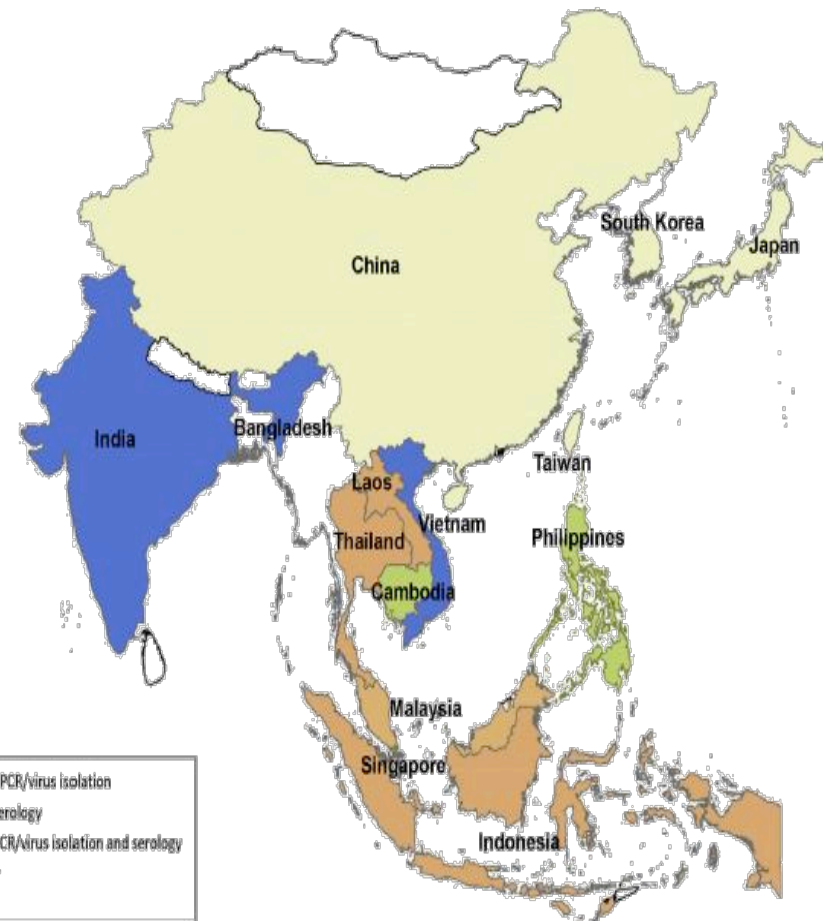 South Korea
Japan
China
India
Bangladesh
Taiwan
Laos
Vietnam
Thailand
Philippines
Cambodia
Malaysia
Singapore
Indonesia
PCR/virus isolation
erology
CR/virus isolation and serology